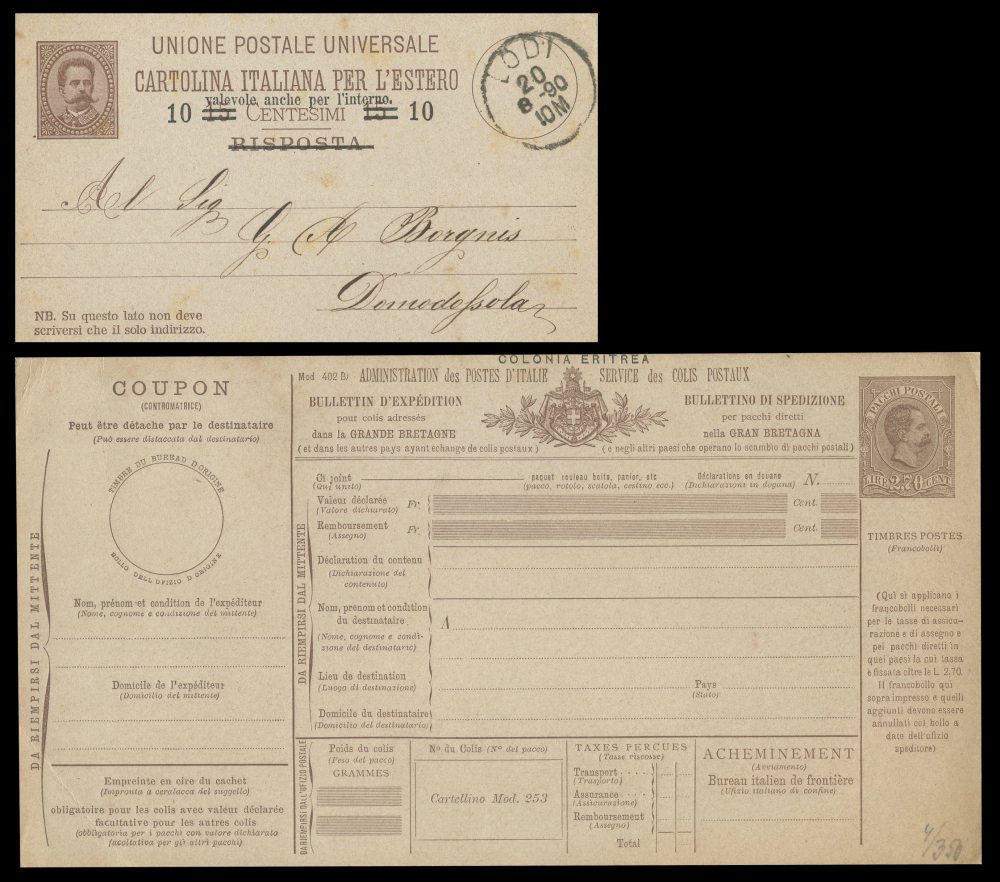 UNIONE POSTALE UNIVERSALE
CARTOLINA ITALIANA PER L'ESTERO
valevole anche per l'interno.
10 15 CENTESIMI 15 10
RISPOSTA
LODI
20
8-90
10M
Al Sig
G. A Borgnis
Domodossola
NB. Su questo lato non deve
scriversi che il solo indirizzo.
COLONIA ERITREA
COUPON
(CONTROMATRICE)
Peut être détache par le destinataire
(Può essere distaccata dal destinatario)
TIMBRE DU BUREAU D'ORIGINE
BOLLO DELL'UFIZIO D'ORIGINE
DA RIEMPIRSI DAL MITTENTE
Nom, prénom et condition de l'expéditeur
(Nome, cognome e condizione del mittente)
Domicile de l'expéditeur
(Domicilio del mittente)
Empreinte en cire du cachet
(Impronta a ceralacca del suggello)
obligatoire pour les colis avec valeur déclarée
facultative pour les autres colis
(obbligatoria per i pacchi con valore dichiarato
facoltativa per gli altri pacchi)
Mod 402 B) ADMINISTRATION des POSTES D'ITALIE SERVICE des COLIS POSTAUX
BULLETTIN D'EXPÉDITION
pour colis adressés
dans la GRANDE BRETAGNE
(et dans les autres pays ayant échange de colis postaux)
BULLETTINO DI SPEDIZIONE
per pacchi diretti
nella GRAN BRETAGNA
(e negli altri paesi che operano lo scambio di pacchi postali)
DA RIEMPIRSI DAL MITTENTE
Ci joint paquet rouleau boîte, panier, etc Déclarations en douane N.
(Qui unito) (pacco, rotolo, scatola, cestino ecc.) (Dichiarazioni in dogana)
Valeur déclarée Fr. Cent.
(Valore dichiarato)
Remboursement Fr. Cent.
(Assegno)
Déclaration du contenu
(Dichiarazione del
contenuto)
Nom, prenom et condition
du destinataire A
(Nome, cognome e condi-
zione del destinatario)
Lieu de destination Pays
(Luogo di destinazione) (Stato)
Domicile du destinataire
(Domicilio del destinatario)
DA RIEMPIRSI DALL'UFIZIO POSTALE
Poids du colis
(Peso del pacco)
GRAMMES
No du Colis (No del pacco)
Cartellino Mod. 253
TAXES PERCUES
(Tasse riscosse)
Transport
(Trasporto)
Assurance
(Assicurazione)
Remboursement
(Assegno)
Total
ACHEMINEMENT
(Avviamento)
Bureau italien de frontière
(Ufizio italiano di confine)
PACCHI POSTALI
LIRE 2.70 CENT
TIMBRES POSTES
(Francobolli)
(Qui si applicano i
francobolli necessari
per le tasse di assicu-
razione e di assegno e
pei pacchi diretti in
quei paesi la cui tassa
è fissata oltre le L. 2.70.
Il francobollo qui
sopra impresso e quelli
aggiunti devono essere
annullati col bollo a
date dell'ufizio
speditore)